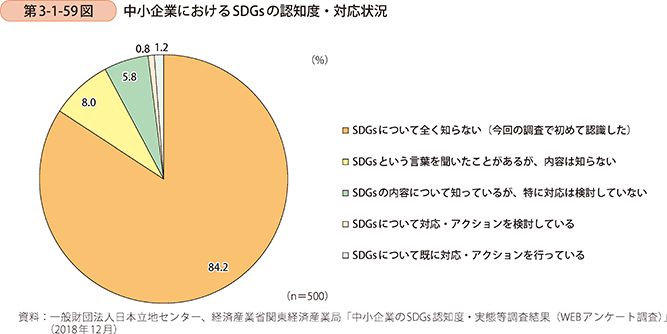 第3-1-59図 中小企業におけるSDGsの認知度・対応状況
(%)
0.8
1.2
5.8
8.0
84.2
SDGsについて全く知らない（今回の調査で初めて認識した）
SDGsという言葉を聞いたことがあるが、内容は知らない
SDGsの内容について知っているが、特に対応は検討していない
SDGsについて対応・アクションを検討している
SDGsについて既に対応・アクションを行っている
(n＝500)
資料：一般財団法人日本立地センター、経済産業省関東経済産業局「中小企業のSDGs認知度・実態等調査結果（WEBアンケート調査）」
（2018年12月）